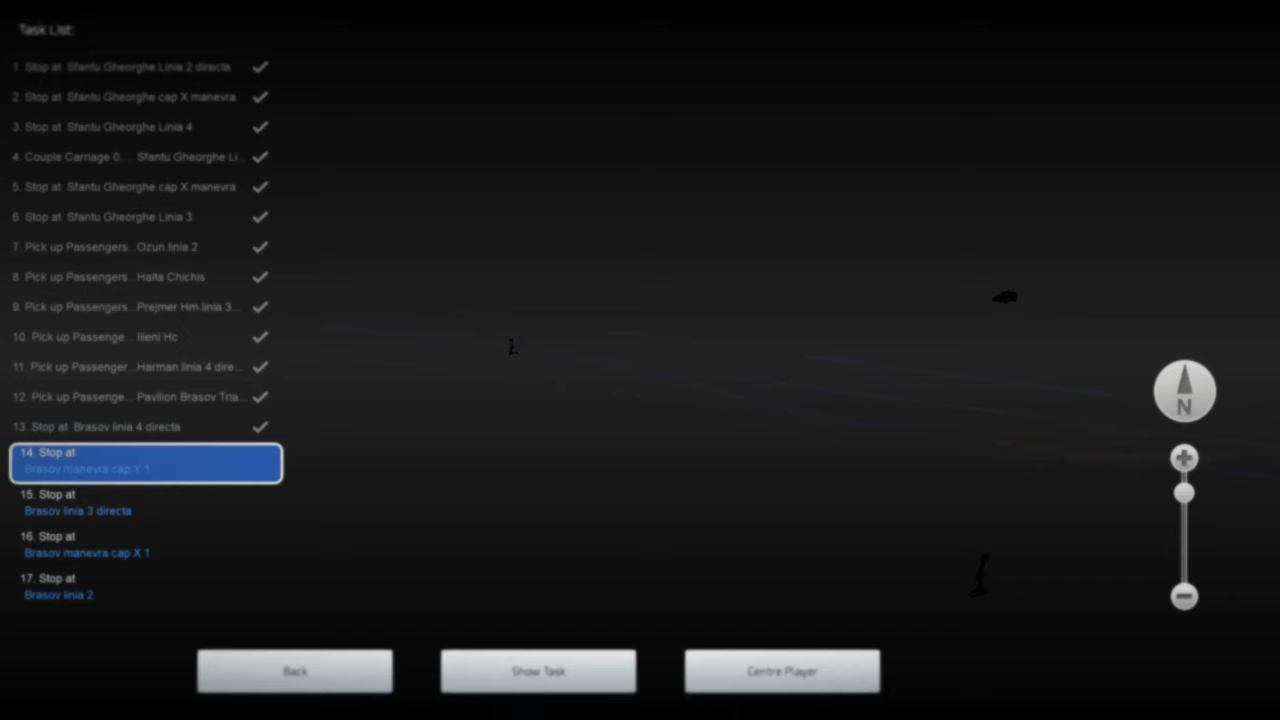 Task List:
1. Stop at Sfantu Gheorghe Linia 2 directa
2. Stop at Sfantu Gheorghe cap X manevra
3. Stop at Sfantu Gheorghe Linia 4
4. Couple Carriage 0... Sfantu Gheorghe Li...
5. Stop at Sfantu Gheorghe cap X manevra
6. Stop at Sfantu Gheorghe Linia 3
7. Pick up Passengers...Ozun linia 2
8. Pick up Passengers...Halta Chichis
9. Pick up Passengers...Prejmer Hm linia 3...
10. Pick up Passenge... Ilieni Hc
11. Pick up Passenger...Harman linia 4 dire...
12. Pick up Passenge... Pavilion Brasov Tria...
13. Stop at Brasov linia 4 directa
14. Stop at
Brasov manevra cap Y 1
15. Stop at
Brasov linia 3 directa
16. Stop at
Brasov manevra cap X 1
17. Stop at
Brasov linia 2
N
Back
Show Task
Centre Player